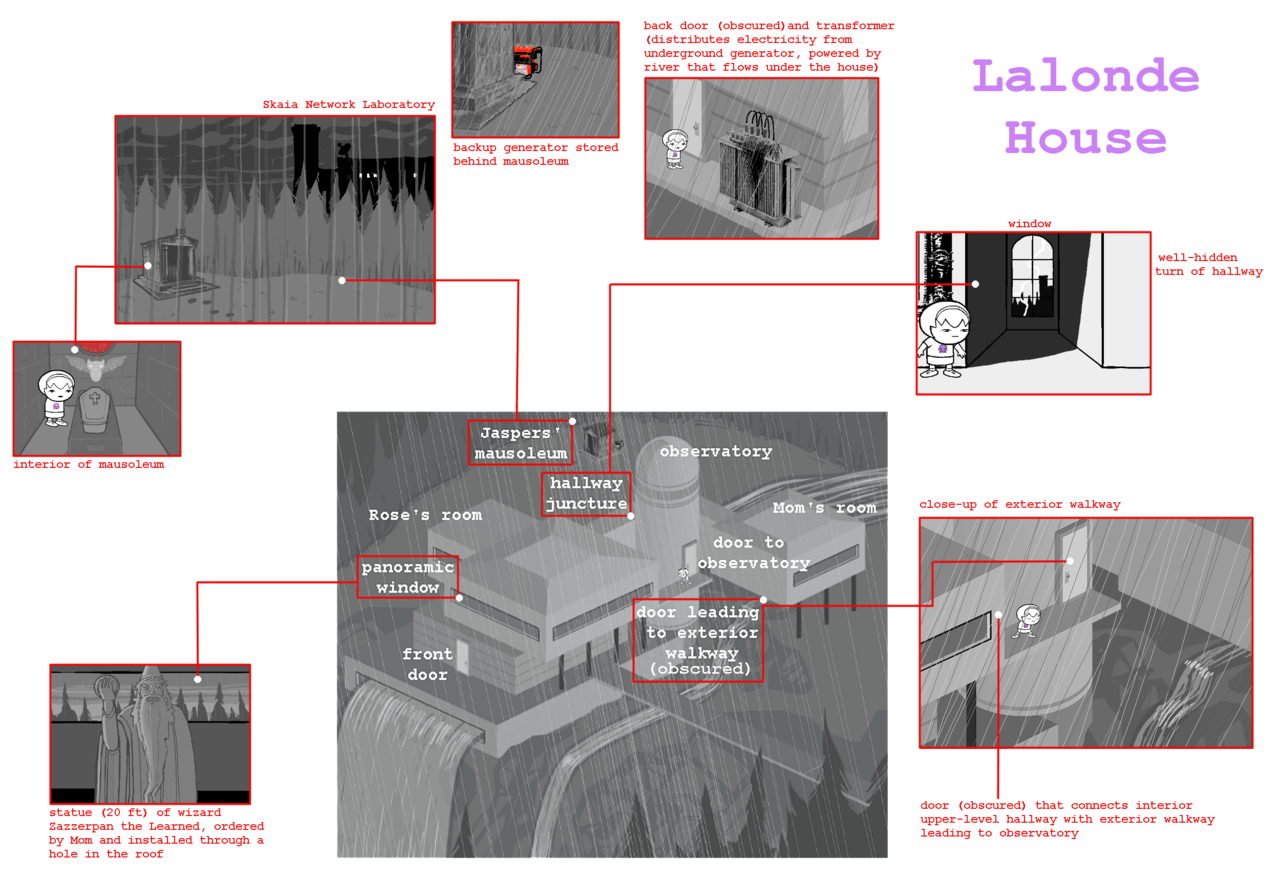 back door (obscured)and transformer
(distributes electricity from
underground generator, powered by
river that flows under the house)
Lalonde
House
Skaia Network Laboratory
backup generator stored
behind mausoleum
window
well-hidden
turn of hallway
interior of mausoleum
Jaspers'
mausoleum
observatory
hallway
juncture
Rose's room
Mom's room
close-up of exterior walkway
door to
observatory
panoramic
window
door leading
to exterior
walkway
(obscured)
front
door
statue (20 ft) of wizard
Zazzerpan the Learned, ordered
by Mom and installed through a
hole in the roof
door (obscured) that connects interior
upper-level hallway with exterior walkway
leading to observatory